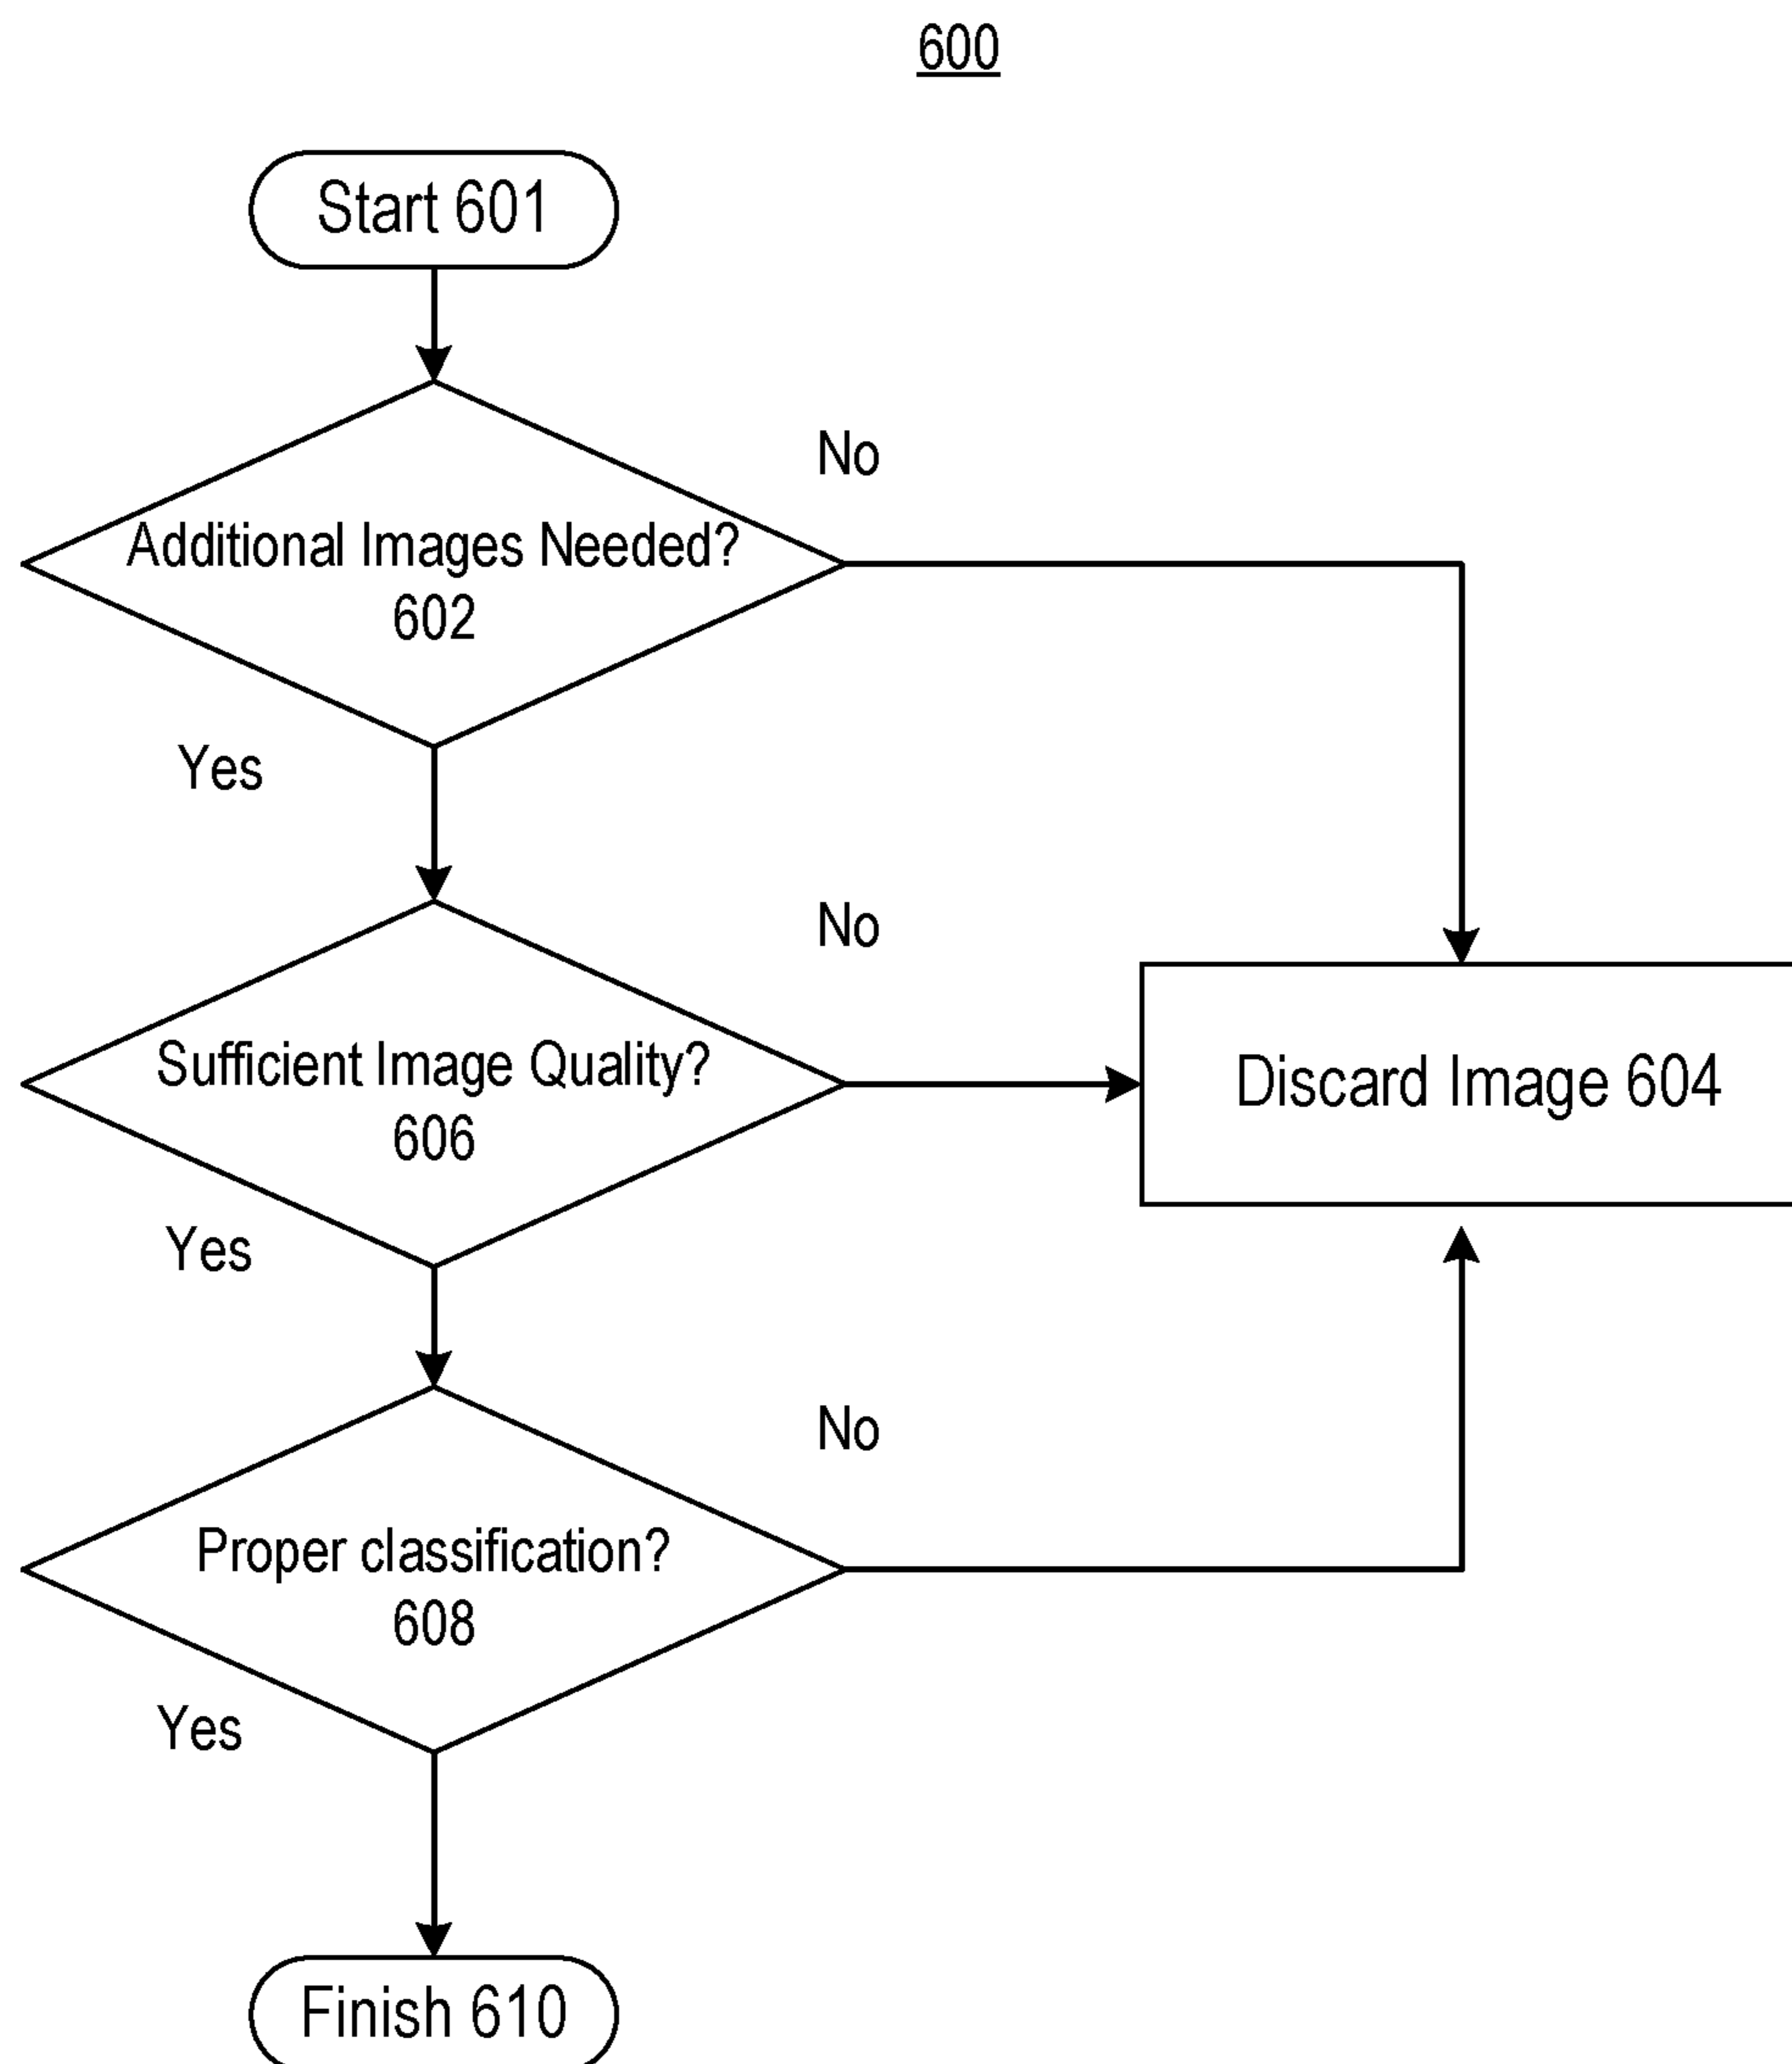 600
Start 601
No
Additional Images Needed?
602
Yes
No
Sufficient Image Quality?
606
Discard Image 604
Yes
No
Proper classification?
608
Yes
Finish 610